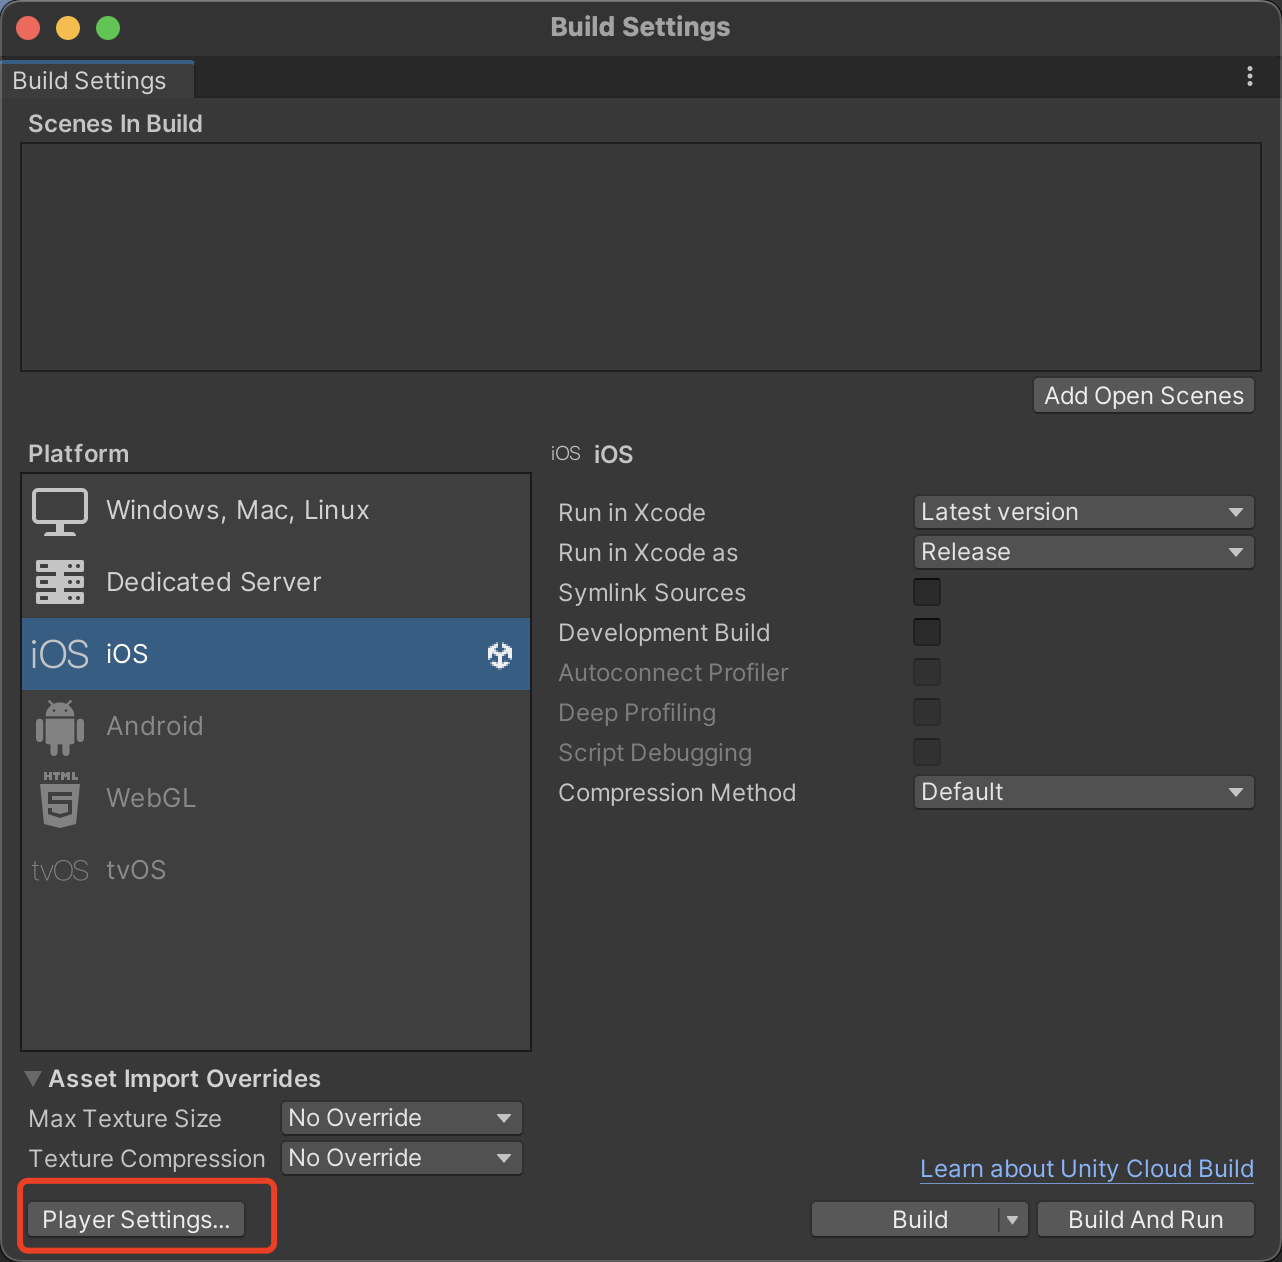 Build Settings
Build Settings
Scenes In Build
Add Open Scenes
Platform
Windows, Mac, Linux
Dedicated Server
iOS iOS
Android
HTML
5 WebGL
tvOS tvOS
iOS iOS
Run in Xcode Latest version
Run in Xcode as Release
Symlink Sources
Development Build
Autoconnect Profiler
Deep Profiling
Script Debugging
Compression Method Default
Asset Import Overrides
Max Texture Size No Override
Texture Compression No Override
Learn about Unity Cloud Build
Player Settings... Build Build And Run